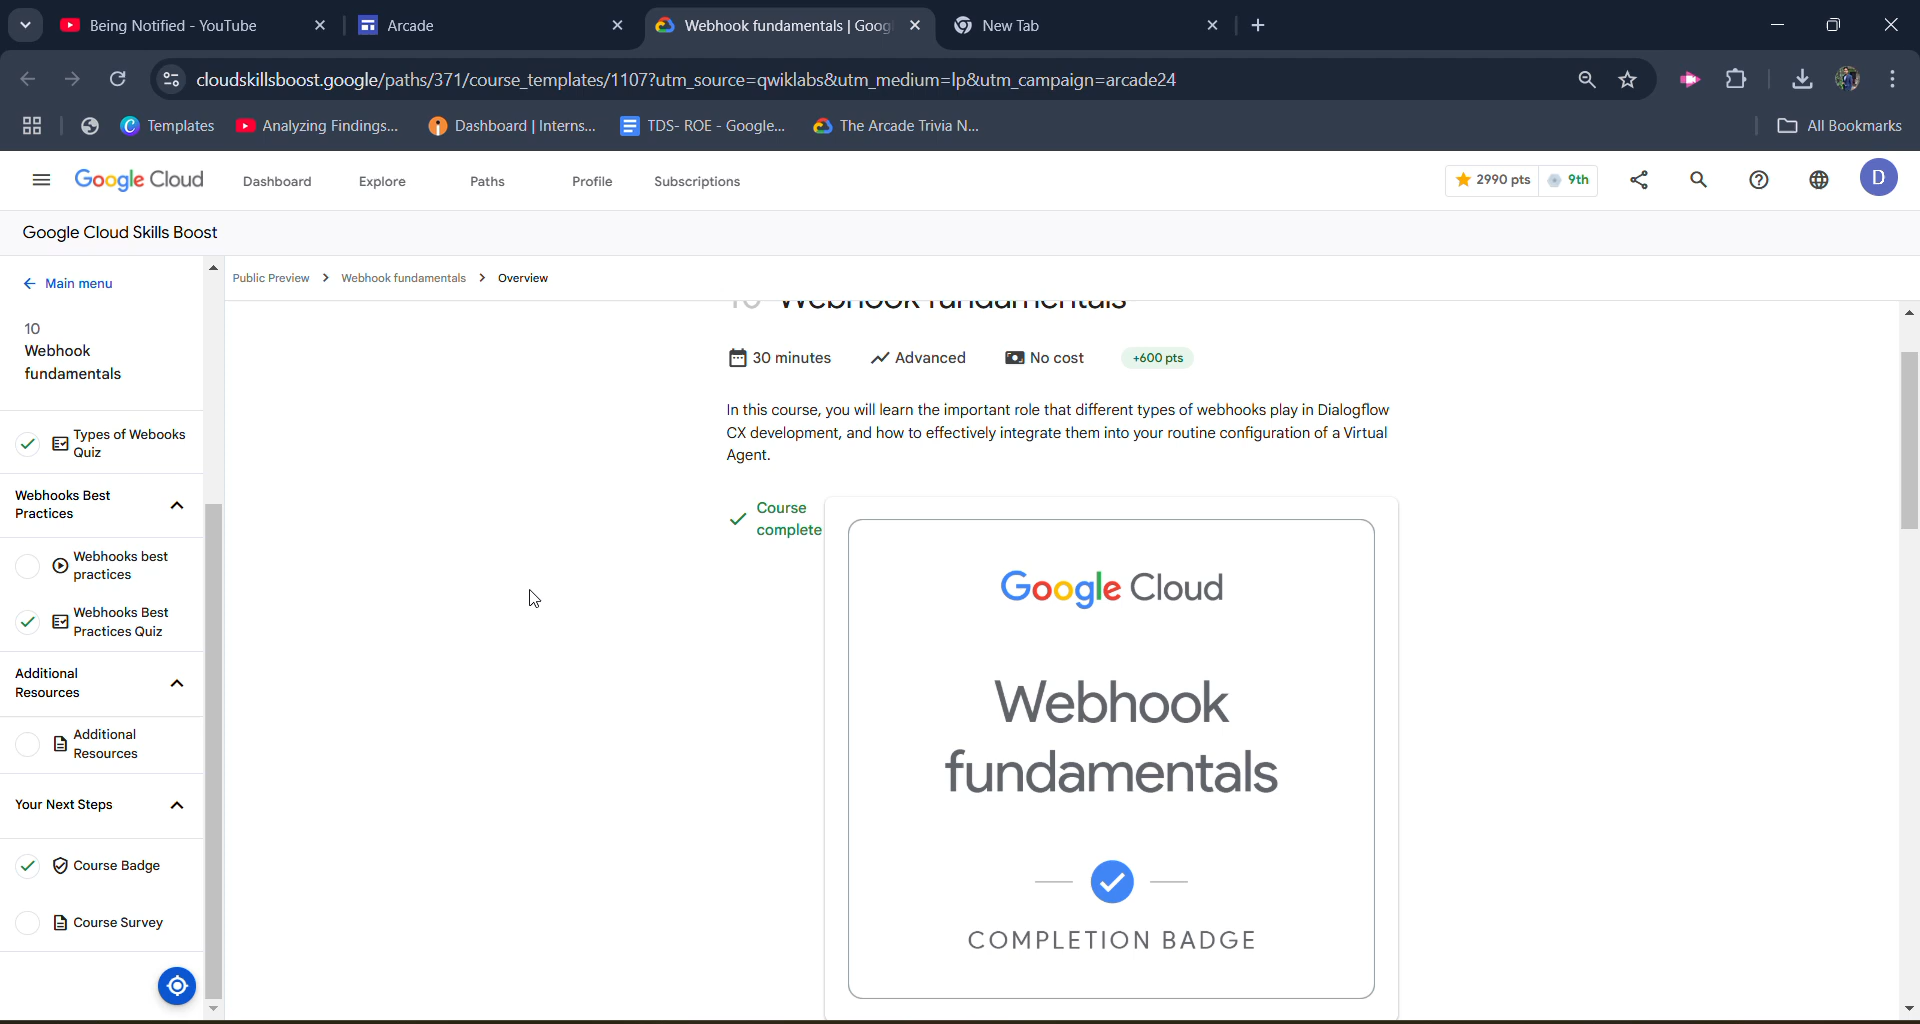 Being Notified - YouTube
Arcade
Webhook fundamentals | Goog
New Tab
cloudskillsboost.google/paths/371/course_templates/1107?utm_source=qwiklabs&utm_medium=lp&utm_campaign=arcade24
Templates
Analyzing Findings...
Dashboard | Interns...
TDS- ROE - Google...
The Arcade Trivia N...
All Bookmarks
Google Cloud
Dashboard
Explore
Paths
Profile
Subscriptions
2990 pts
9th
D
Google Cloud Skills Boost
Main menu
Public Preview > Webhook fundamentals > Overview
10
Webhook
fundamentals
Types of Webooks
Quiz
Webhooks Best
Practices
Webhooks best
practices
Webhooks Best
Practices Quiz
Additional
Resources
Additional
Resources
Your Next Steps
Course Badge
Course Survey
10 Webhook fundamentals
30 minutes
Advanced
No cost
+600 pts
In this course, you will learn the important role that different types of webhooks play in Dialogflow
CX development, and how to effectively integrate them into your routine configuration of a Virtual
Agent.
Course
complete
Google Cloud
Webhook
fundamentals
COMPLETION BADGE